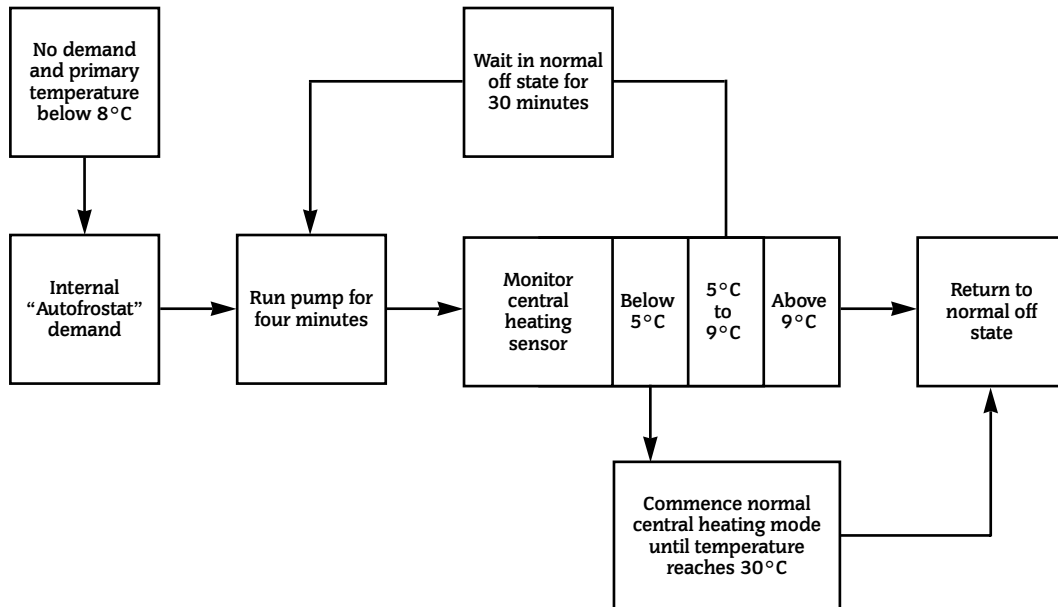 No demand
and primary
temperature
below 8°C
Wait in normal
off state for
30 minutes
Internal
“Autofrostat”
demand
Run pump for
four minutes
Monitor
central
heating
sensor
Below
5°C
5°C
to
9°C
Above
9°C
Return to
normal off
state
Commence normal
central heating mode
until temperature
reaches 30°C